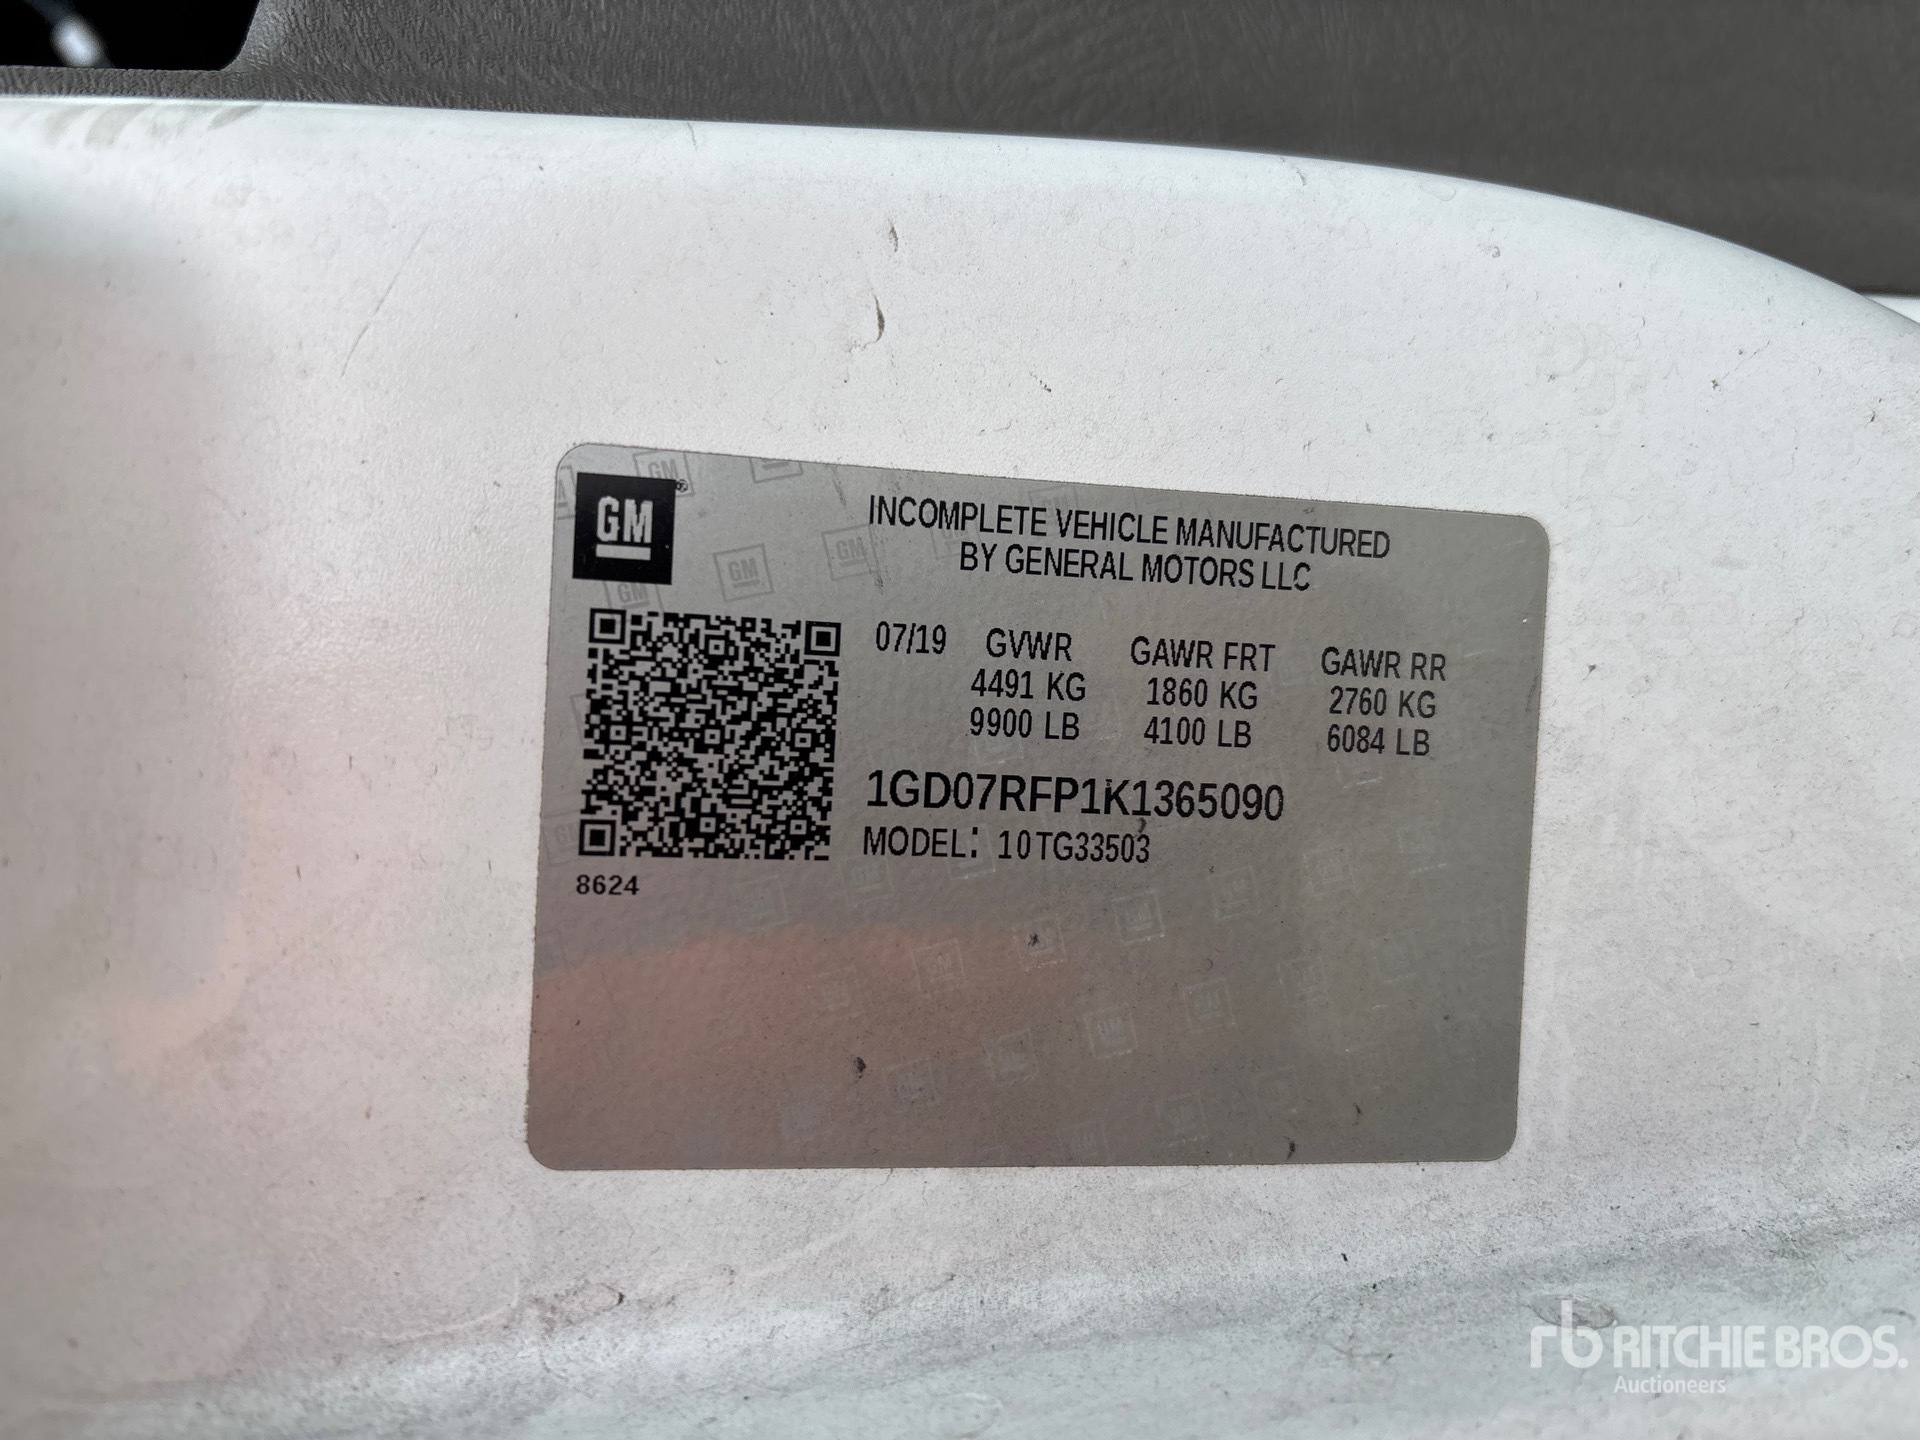 GM
INCOMPLETE VEHICLE MANUFACTURED
BY GENERAL MOTORS LLC
07/19 GVWR GAWR FRT GAWR RR
4491 KG 1860 KG 2760 KG
9900 LB 4100 LB 6084 LB
1GD07RFP1K1365090
MODEL: 10TG33503
8624
rb RITCHIE BROS.
Auctioneers